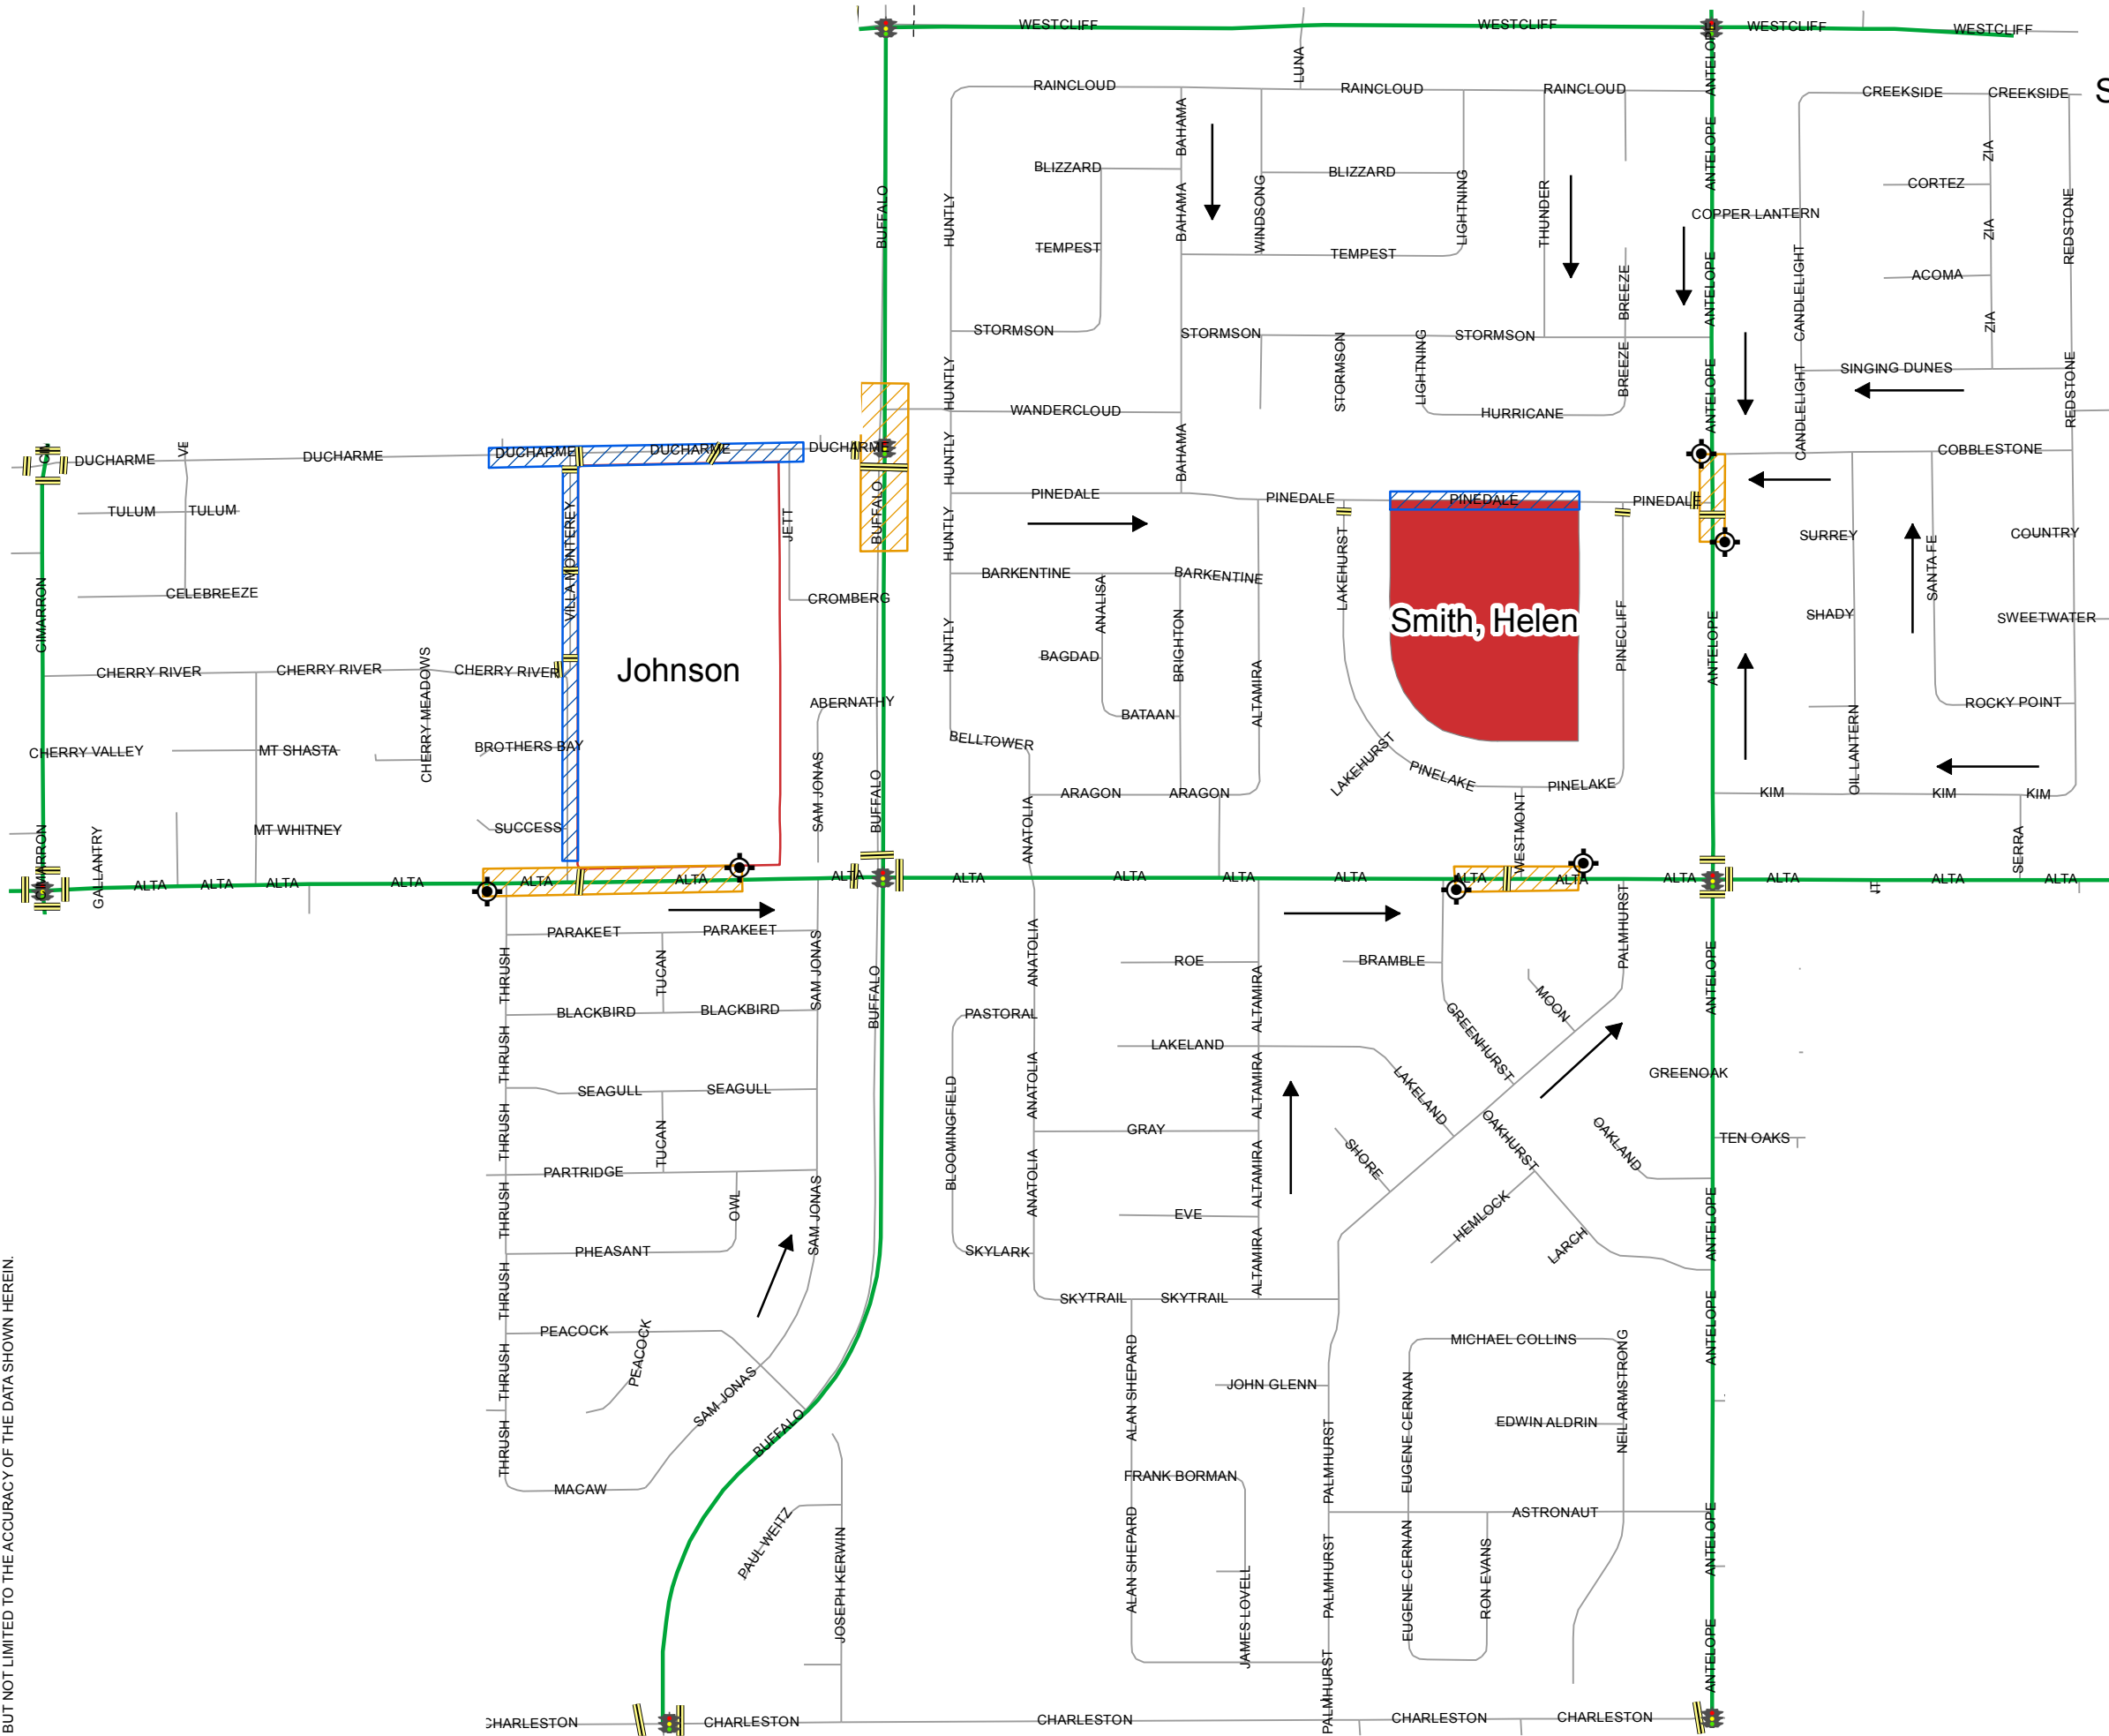 WESTCLIFF WESTCLIFF WESTCLIFF WESTCLIFF
LUNA
ANTELOPE
RAINCLOUD RAINCLOUD RAINCLOUD
CREEKSIDE CREEKSIDE
S
BAHAMA
ANTELOPE
ZIA
BLIZZARD BLIZZARD
CORTEZ
BUFFALO
HUNTLY
BAHAMA
WINDSONG
LIGHTNING
THUNDER
COPPER LANTERN
REDSTONE
ZIA
TEMPEST TEMPEST
ACOMA
BREEZE
ANTELOPE
CANDLELIGHT
ZIA
STORMSON STORMSON STORMSON
STORMSON
LIGHTNING
BREEZE
SINGING DUNES
HUNTLY
ANTELOPE
CANDLELIGHT
REDSTONE
WANDERCLOUD
HURRICANE
VE
DUCHARME DUCHARME DUCHARME DUCHARME DUCHARME
HUNTLY
BAHAMA
COBBLESTONE
PINEDALE PINEDALE PINEDALE PINEDALE
TULUM TULUM
VILLA MONTEREY
JETT
BUFFALO
HUNTLY
LAKEHURST
SURREY
COUNTRY
SANTA FE
BARKENTINE BARKENTINE
CELEBREEZE
CROMBERG
ANALISA
CIMARRON
SHADY
SWEETWATER
Smith, Helen
HUNTLY
BRIGHTON
PINECLIFF
ANTELOPE
BAGDAD
CHERRY RIVER CHERRY RIVER CHERRY RIVER
Johnson
CHERRY MEADOWS
ALTAMIRA
ABERNATHY
ROCKY POINT
BATAAN
BELLTOWER
OIL LANTERN
CHERRY VALLEY
MT SHASTA
BROTHERS BAY
LAKEHURST
PINELAKE PINELAKE
SAM JONAS
BUFFALO
ARAGON ARAGON
KIM KIM KIM
MT WHITNEY
SUCCESS
ANATOLIA
WESTMONT
SERRA
CIMARRON
GALLANTRY
ALTA ALTA ALTA ALTA ALTA ALTA ALTA ALTA ALTA ALTA ALTA ALTA ALTA ALTA ALTA ALTA ALTA
PARAKEET PARAKEET
THRUSH
TUCAN
SAM JONAS
BUFFALO
ANATOLIA
ROE
ALTAMIRA
BRAMBLE
PALMHURST
ANTELOPE
MOON
BLACKBIRD BLACKBIRD
PASTORAL
GREENHURST
LAKELAND
THRUSH
ANATOLIA
ALTAMIRA
LAKELAND
GREENOAK
SEAGULL SEAGULL
BLOOMINGFIELD
THRUSH
TUCAN
GRAY
ALTAMIRA
SHORE
OAKHURST
OAKLAND
TEN OAKS
PARTRIDGE
THRUSH
OWL
SAM JONAS
ANATOLIA
EVE
HEMLOCK
ANTELOPE
PHEASANT
SKYLARK
ALTAMIRA
LARCH
THRUSH
SKYTRAIL SKYTRAIL
BUT NOT LIMITED TO THE ACCURACY OF THE DATA SHOWN HEREIN.
PEACOCK
PEACOCK
ANTELOPE
MICHAEL COLLINS
THRUSH
SAM JONAS
ALAN SHEPARD
JOHN GLENN
EUGENE CERNAN
NEIL ARMSTRONG
EDWIN ALDRIN
THRUSH
BUFFALO
PALMHURST
MACAW
FRANK BORMAN
ASTRONAUT
PAUL WEITZ
JOSEPH KERWIN
ALAN SHEPARD
JAMES LOVELL
PALMHURST
EUGENE CERNAN
RON EVANS
ANTELOPE
PALMHURST
ANTELOPE
CHARLESTON CHARLESTON CHARLESTON CHARLESTON CHARLESTON